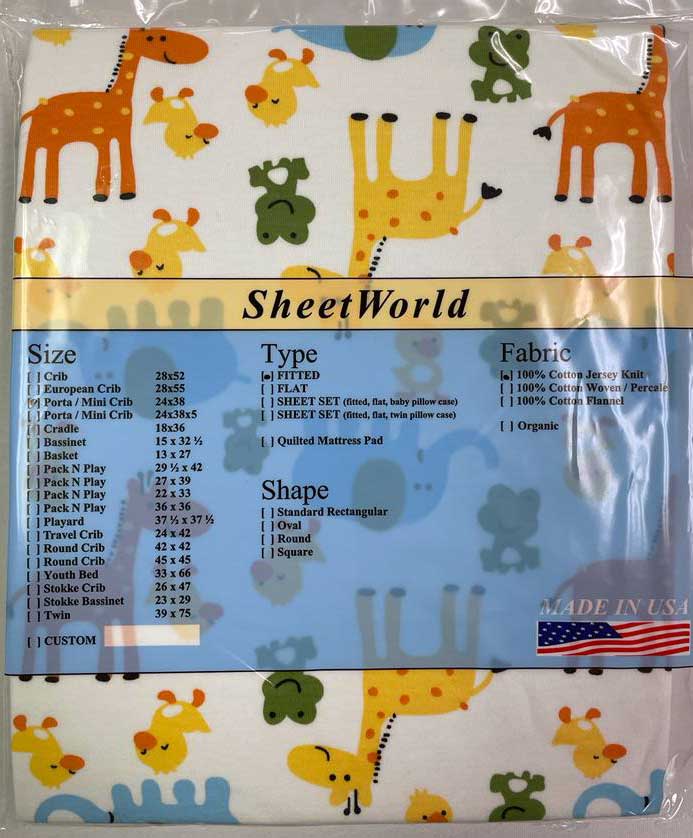 SheetWorld
Size
[ ] Crib 28x52
[ ] European Crib 28x55
[•] Porta / Mini Crib 24x38
[ ] Porta / Mini Crib 24x38x5
[ ] Cradle 18x36
[ ] Bassinet 15 x 32 ½
[ ] Basket 13 x 27
[ ] Pack N Play 29 ½ x 42
[ ] Pack N Play 27 x 39
[ ] Pack N Play 22 x 33
[ ] Pack N Play 36 x 36
[ ] Playard 37 ½ x 37 ½
[ ] Travel Crib 24 x 42
[ ] Round Crib 42 x 42
[ ] Round Crib 45 x 45
[ ] Youth Bed 33 x 66
[ ] Stokke Crib 26 x 47
[ ] Stokke Bassinet 23 x 29
[ ] Twin 39 x 75
[ ] CUSTOM
Type
[•] FITTED
[ ] FLAT
[ ] SHEET SET (fitted, flat, baby pillow case)
[ ] SHEET SET (fitted, flat, twin pillow case)
[ ] Quilted Mattress Pad
Shape
[ ] Standard Rectangular
[ ] Oval
[ ] Round
[ ] Square
Fabric
[•] 100% Cotton Jersey Knit
[ ] 100% Cotton Woven / Percale
[ ] 100% Cotton Flannel
[ ] Organic
MADE IN USA